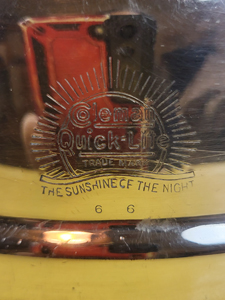 Coleman
Quick-Lite
TRADE MARK
THE SUNSHINE OF THE NIGHT
6 6